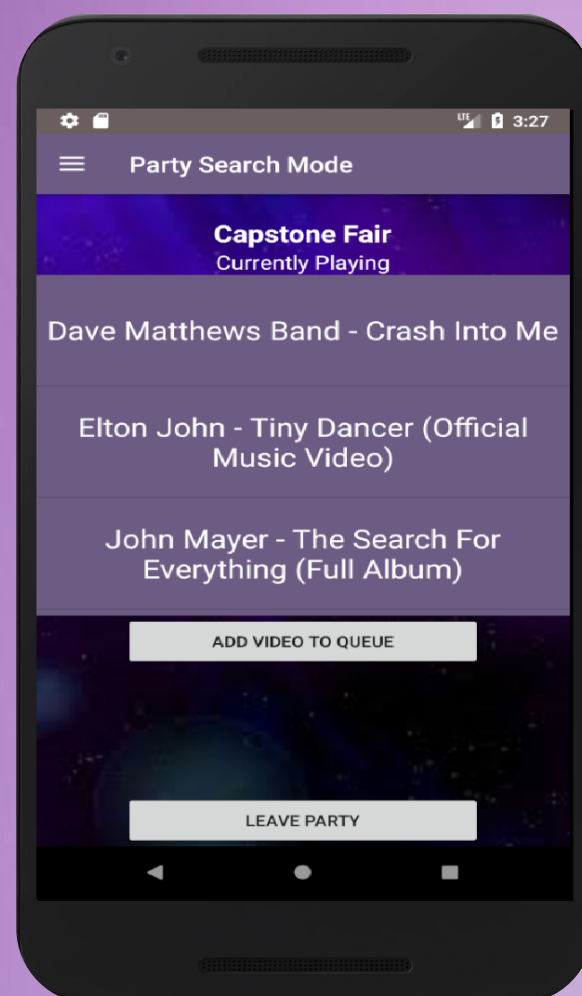 LTE 3:27
Party Search Mode
Capstone Fair
Currently Playing
Dave Matthews Band - Crash Into Me
Elton John - Tiny Dancer (Official
Music Video)
John Mayer - The Search For
Everything (Full Album)
ADD VIDEO TO QUEUE
LEAVE PARTY